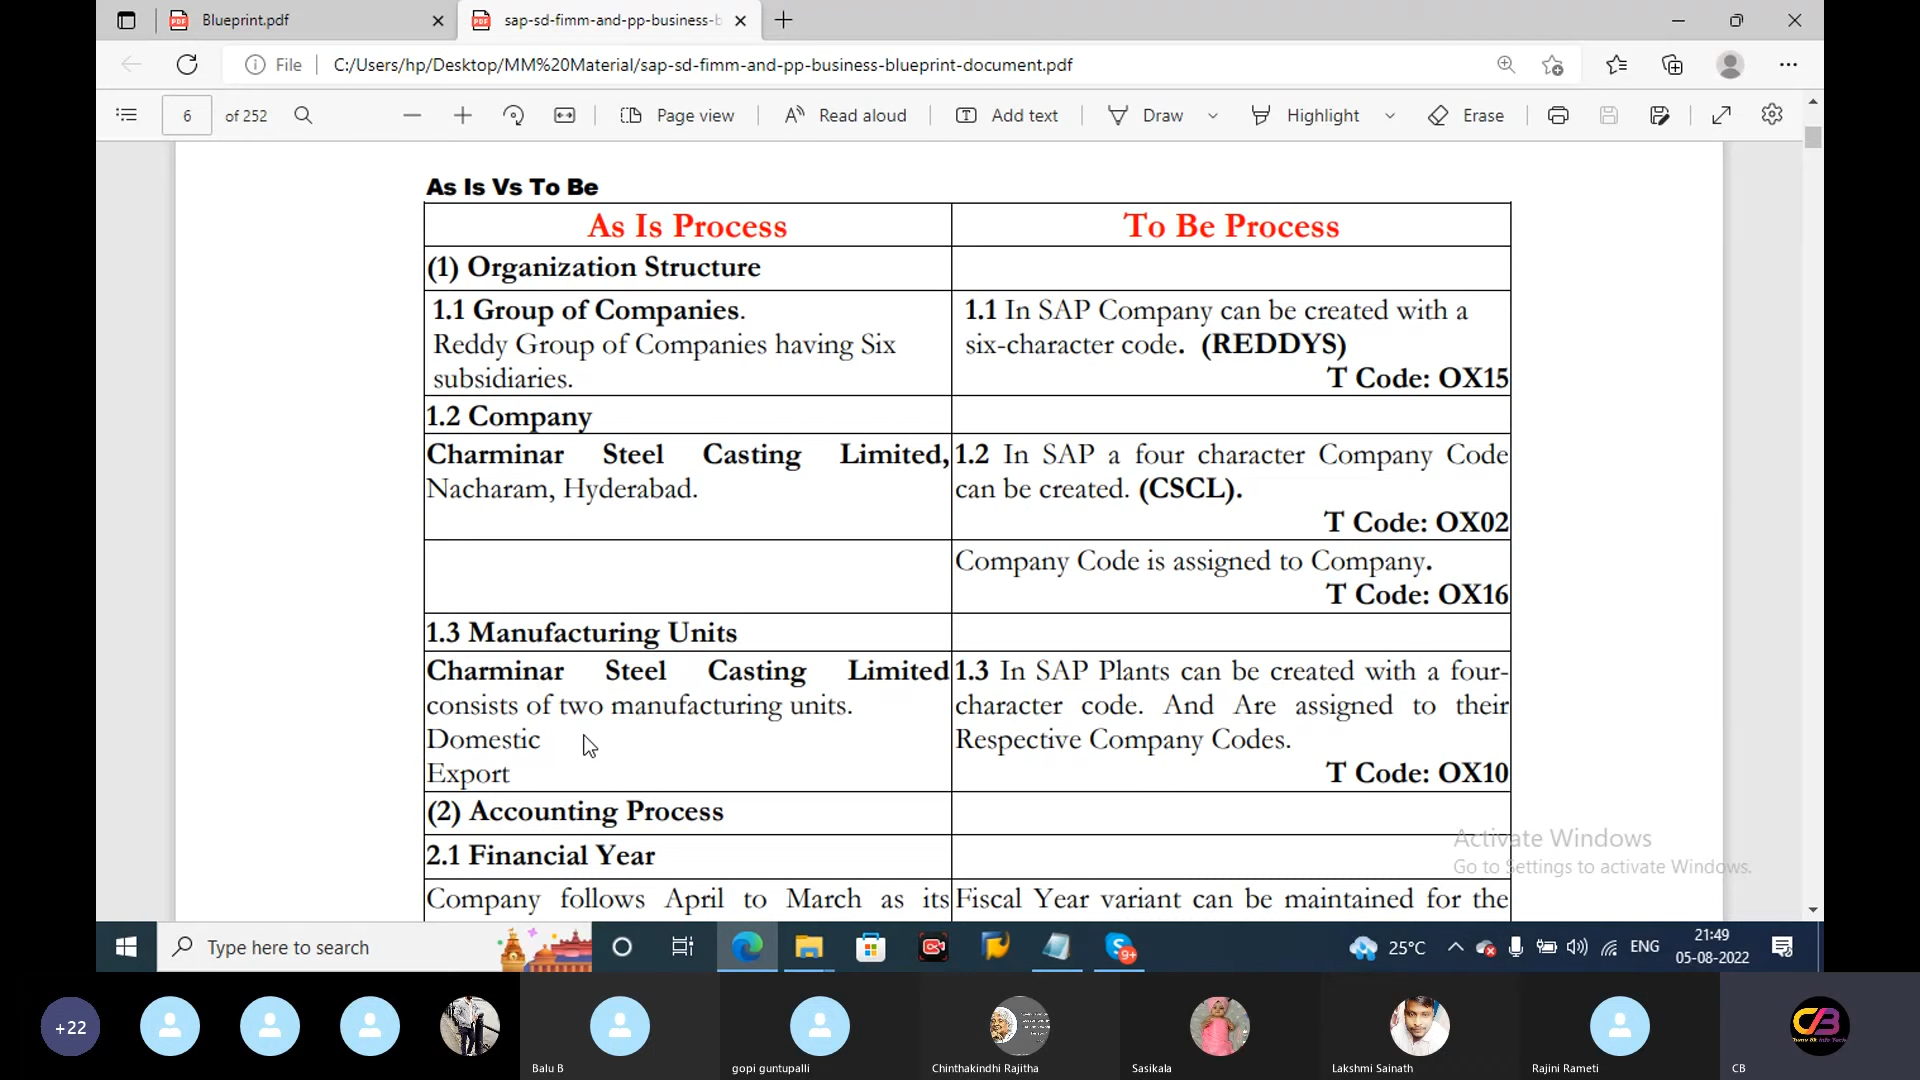 Blueprint.pdf
sap-sd-fimm-and-pp-business-b
File
C:/Users/hp/Desktop/MM%20Material/sap-sd-fimm-and-pp-business-blueprint-document.pdf
6 of 252
Page view
Read aloud
Add text
Draw
Highlight
Erase
As Is Vs To Be
As Is Process
To Be Process
(1) Organization Structure
1.1 Group of Companies.
Reddy Group of Companies having Six
subsidiaries.
1.1 In SAP Company can be created with a
six-character code. (REDDYS)
T Code: OX15
1.2 Company
Charminar Steel Casting Limited,
Nacharam, Hyderabad.
1.2 In SAP a four character Company Code
can be created. (CSCL).
T Code: OX02
Company Code is assigned to Company.
T Code: OX16
1.3 Manufacturing Units
Charminar Steel Casting Limited
consists of two manufacturing units.
Domestic
Export
1.3 In SAP Plants can be created with a four-
character code. And Are assigned to their
Respective Company Codes.
T Code: OX10
(2) Accounting Process
2.1 Financial Year
Company follows April to March as its
Fiscal Year variant can be maintained for the
Activate Windows
Go to Settings to activate Windows.
Type here to search
9+
25°C
ENG
21:49
05-08-2022
+22
Balu B
gopi guntupalli
Chinthakindhi Rajitha
Sasikala
Lakshmi Sainath
Rajini Rameti
CB